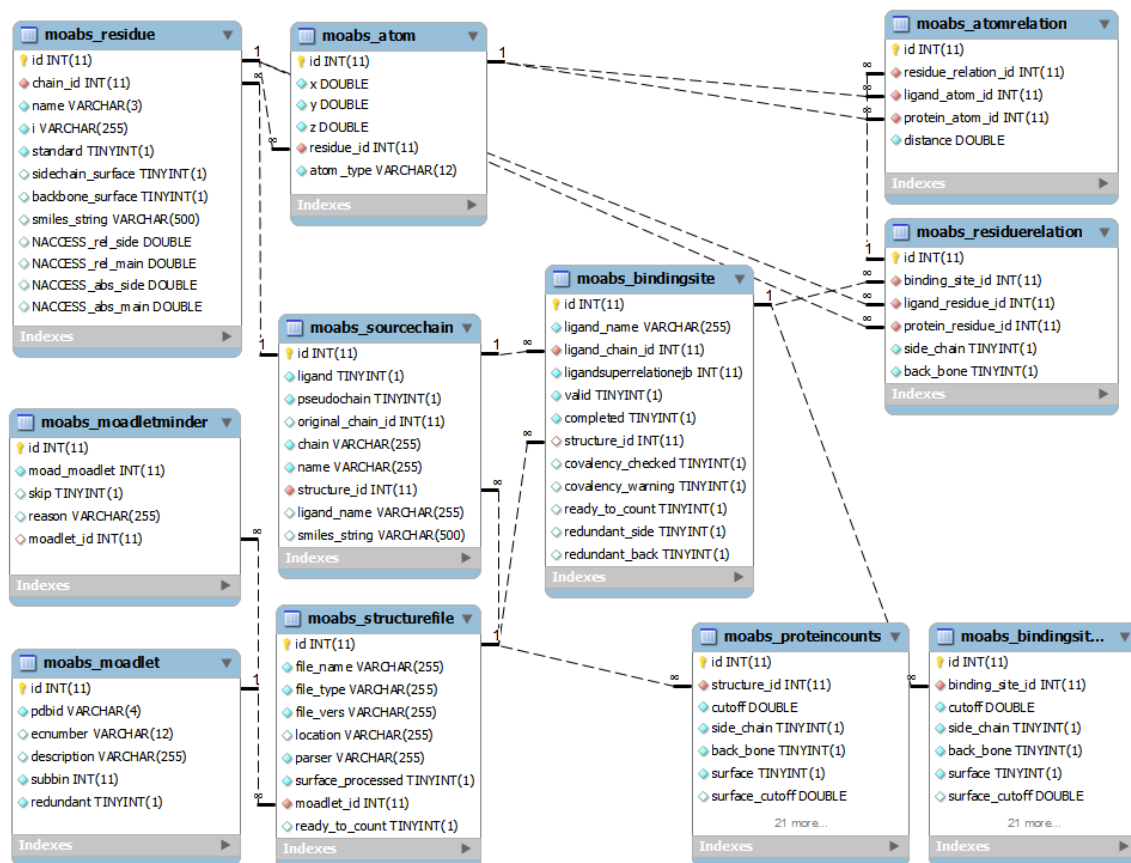 moabs_residue
id INT(11)
chain_id INT(11)
name VARCHAR(3)
i VARCHAR(255)
standard TINYINT(1)
sidechain_surface TINYINT(1)
backbone_surface TINYINT(1)
smiles_string VARCHAR(500)
NACCESS_rel_side DOUBLE
NACCESS_rel_main DOUBLE
NACCESS_abs_side DOUBLE
NACCESS_abs_main DOUBLE
Indexes
1
∞
moabs_atom
id INT(11)
x DOUBLE
y DOUBLE
z DOUBLE
residue_id INT(11)
atom_type VARCHAR(12)
Indexes
∞
1
moabs_atomrelation
id INT(11)
residue_relation_id INT(11)
ligand_atom_id INT(11)
protein_atom_id INT(11)
distance DOUBLE
Indexes
∞
∞
∞
moabs_residuerelation
id INT(11)
binding_site_id INT(11)
ligand_residue_id INT(11)
protein_residue_id INT(11)
side_chain TINYINT(1)
back_bone TINYINT(1)
Indexes
1
∞
∞
∞
moabs_bindingsite
id INT(11)
ligand_name VARCHAR(255)
ligand_chain_id INT(11)
ligandsuperrelationejb INT(11)
valid TINYINT(1)
completed TINYINT(1)
structure_id INT(11)
covalency_checked TINYINT(1)
covalency_warning TINYINT(1)
ready_to_count TINYINT(1)
redundant_side TINYINT(1)
redundant_back TINYINT(1)
Indexes
1
∞
∞
moabs_sourcechain
id INT(11)
ligand TINYINT(1)
pseudochain TINYINT(1)
original_chain_id INT(11)
chain VARCHAR(255)
name VARCHAR(255)
structure_id INT(11)
ligand_name VARCHAR(255)
smiles_string VARCHAR(500)
Indexes
1
1
∞
moabs_moadletminder
id INT(11)
moad_moadlet INT(11)
skip TINYINT(1)
reason VARCHAR(255)
moadlet_id INT(11)
Indexes
∞
moabs_moadlet
id INT(11)
pdbid VARCHAR(4)
ecnumber VARCHAR(12)
description VARCHAR(255)
subbin INT(11)
redundant TINYINT(1)
Indexes
1
moabs_structurefile
id INT(11)
file_name VARCHAR(255)
file_type VARCHAR(255)
file_vers VARCHAR(255)
location VARCHAR(255)
parser VARCHAR(255)
surface_processed TINYINT(1)
moadlet_id INT(11)
ready_to_count TINYINT(1)
Indexes
1
∞
moabs_proteincounts
id INT(11)
structure_id INT(11)
cutoff DOUBLE
side_chain TINYINT(1)
back_bone TINYINT(1)
surface TINYINT(1)
surface_cutoff DOUBLE
21 more...
Indexes
∞
moabs_bindingsit...
id INT(11)
binding_site_id INT(11)
cutoff DOUBLE
side_chain TINYINT(1)
back_bone TINYINT(1)
surface TINYINT(1)
surface_cutoff DOUBLE
21 more...
Indexes
∞